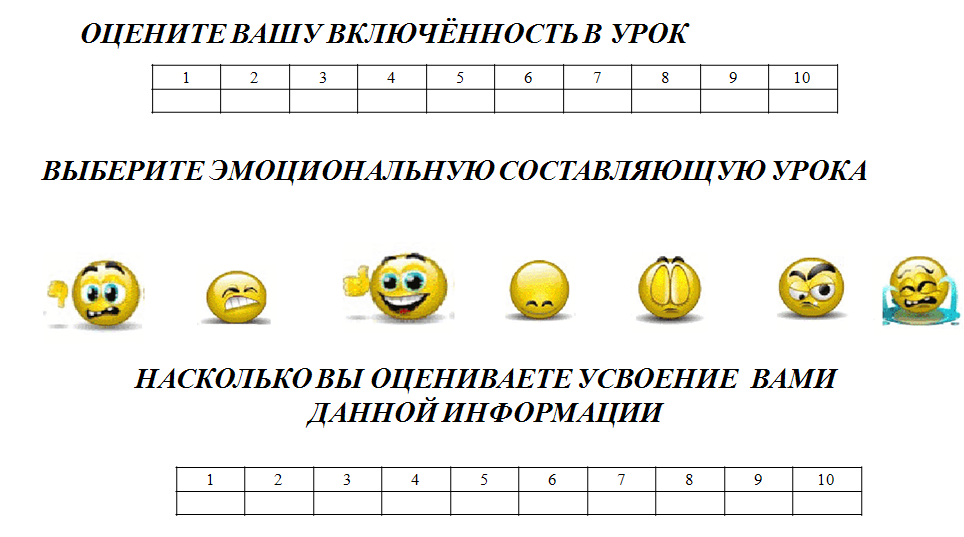 ОЦЕНИТЕ ВАШУ ВКЛЮЧЁННОСТЬ В УРОК
1 2 3 4 5 6 7 8 9 10
ВЫБЕРИТЕ ЭМОЦИОНАЛЬНУЮ СОСТАВЛЯЮЩУЮ УРОКА
НАСКОЛЬКО ВЫ ОЦЕНИВАЕТЕ УСВОЕНИЕ ВАМИ
ДАННОЙ ИНФОРМАЦИИ
1 2 3 4 5 6 7 8 9 10